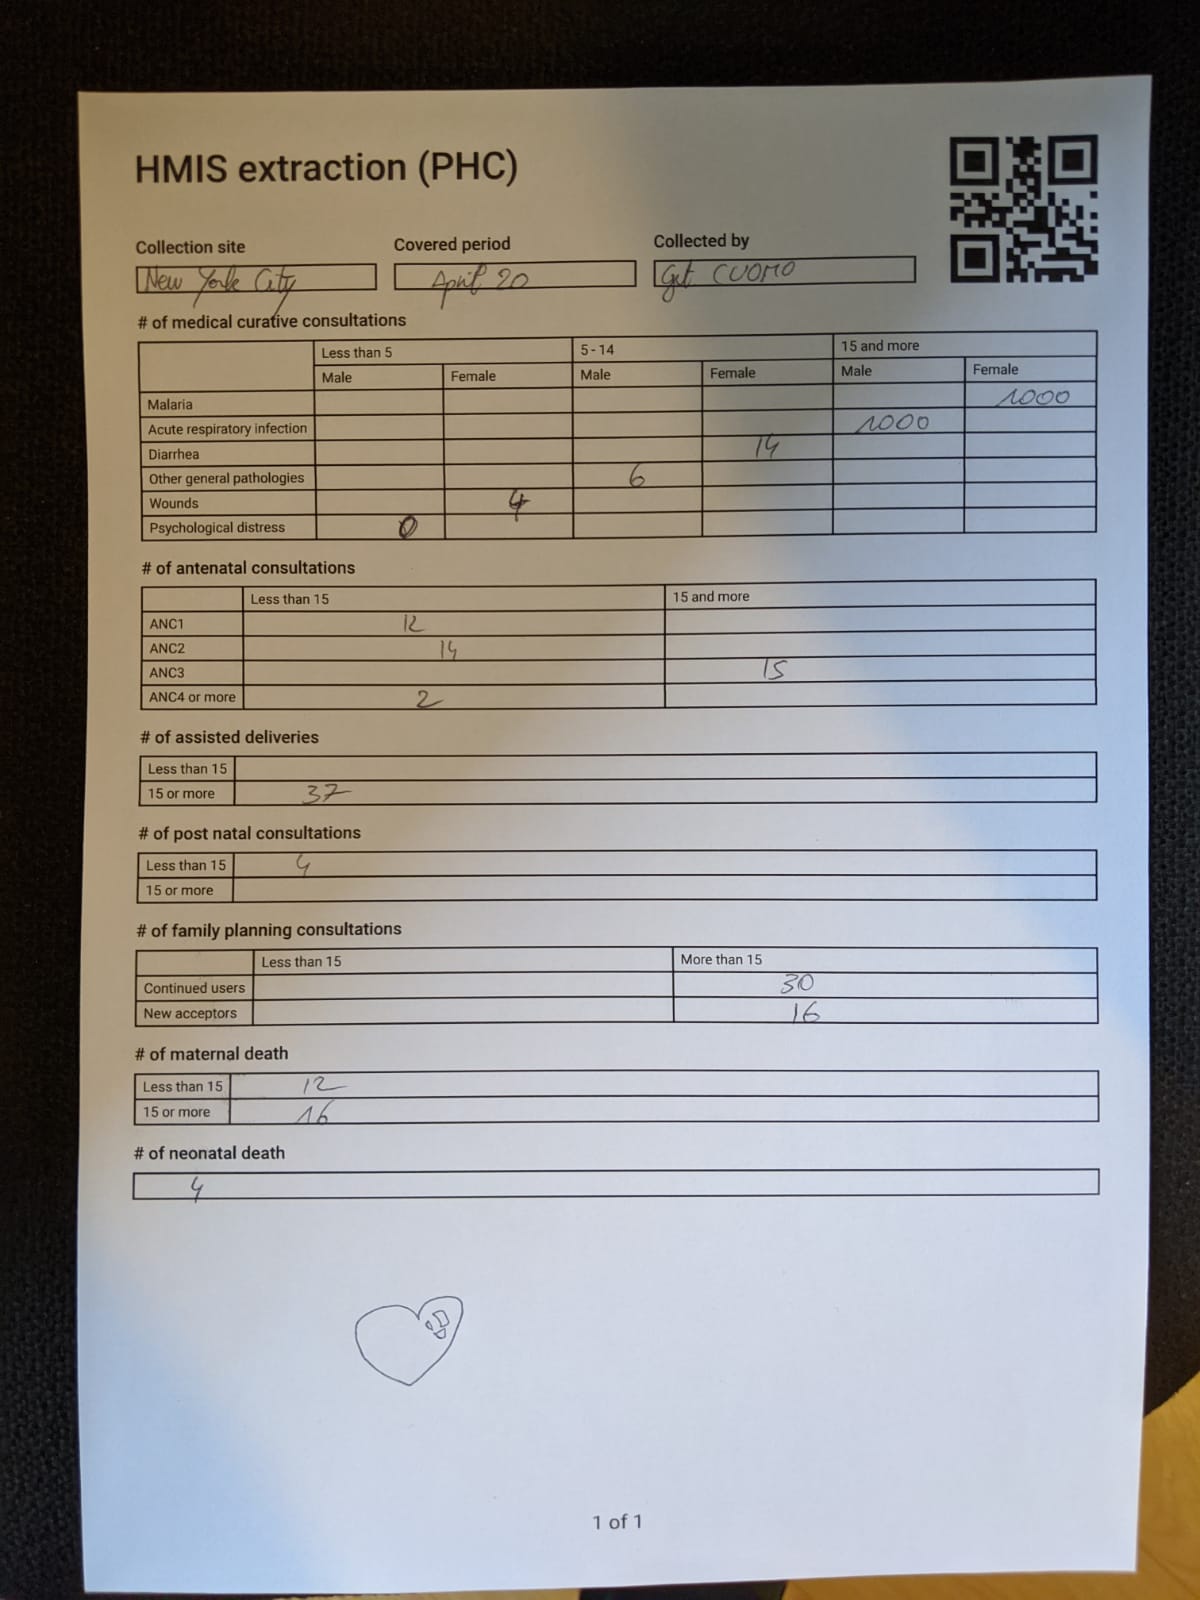 HMIS extraction (PHC)
Collection site Covered period Collected by
New York City April 20 CUOMO
# of medical curative consultations
Less than 5 5 - 14 15 and more
Male Female Male Female Male Female
Malaria 1000
Acute respiratory infection 1000
Diarrhea 14
Other general pathologies 6
Wounds 4
Psychological distress 0
# of antenatal consultations
Less than 15 15 and more
ANC1 12
ANC2 14
ANC3 15
ANC4 or more 2
# of assisted deliveries
Less than 15
15 or more 37
# of post natal consultations
Less than 15 4
15 or more
# of family planning consultations
Less than 15 More than 15
Continued users 30
New acceptors 16
# of maternal death
Less than 15 12
15 or more 16
# of neonatal death
4
1 of 1